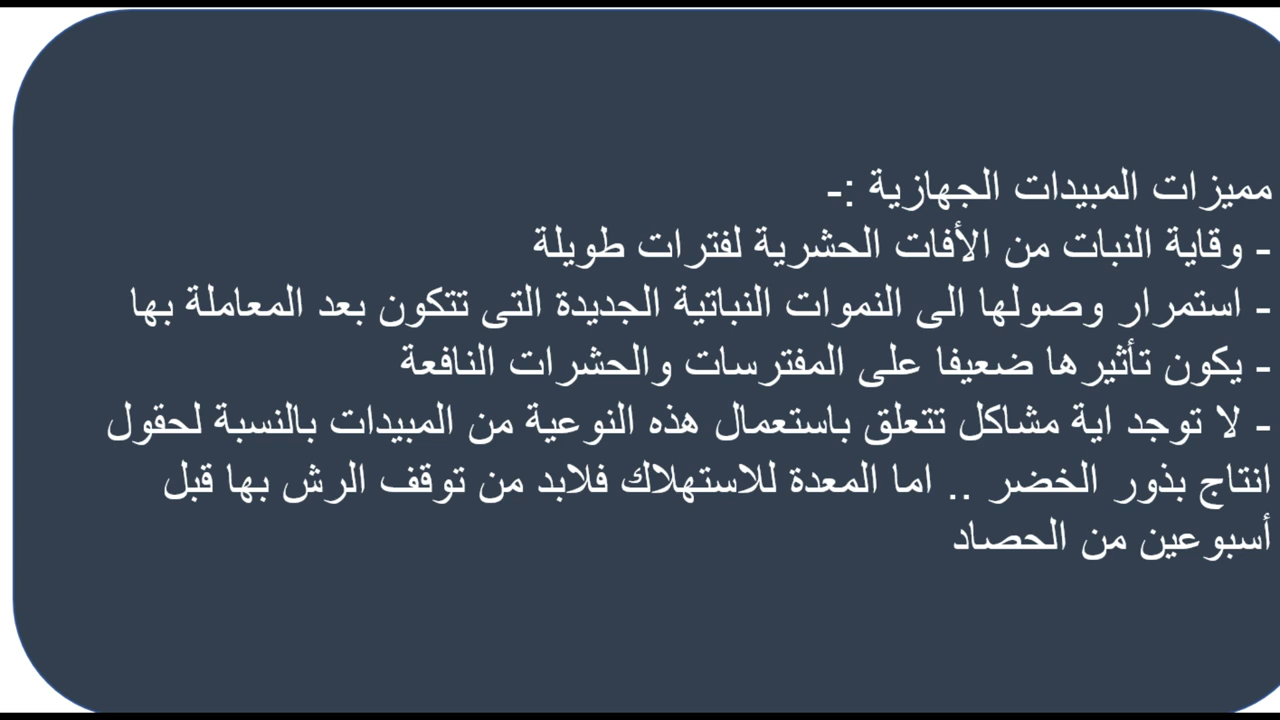 مميزات المبيدات الجهازية :-
- وقاية النبات من الأفات الحشرية لفترات طويلة
- استمرار وصولها الى النموات النباتية الجديدة التى تتكون بعد المعاملة بها
- يكون تأثيرها ضعيفا على المفترسات والحشرات النافعة
- لا توجد اية مشاكل تتعلق باستعمال هذه النوعية من المبيدات بالنسبة لحقول
انتاج بذور الخضر .. اما المعدة للاستهلاك فلابد من توقف الرش بها قبل
أسبوعين من الحصاد